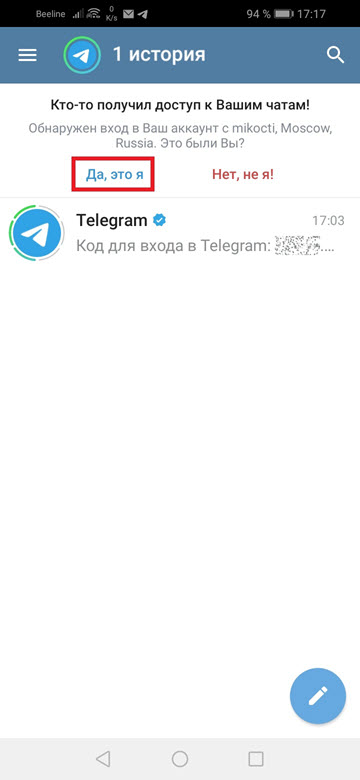 Beeline 0 K/s 94 % 17:17
1 история
Кто-то получил доступ к Вашим чатам!
Обнаружен вход в Ваш аккаунт с mikocti, Moscow,
Russia. Это были Вы?
Да, это я Нет, не я!
Telegram 17:03
Код для входа в Telegram: ....